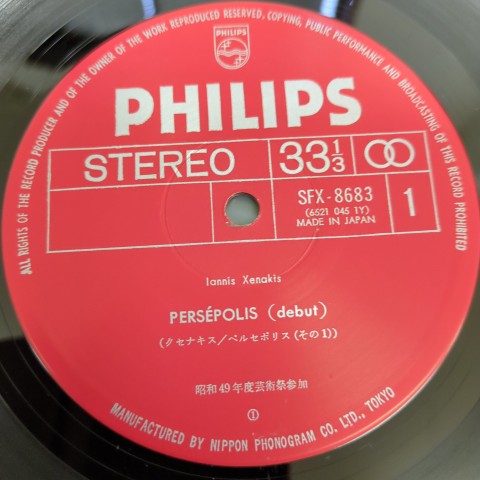 ALL RIGHTS OF THE RECORD PRODUCER AND OF THE OWNER OF THE WORK REPRODUCED RESERVED, COPYING, PUBLIC PERFORMANCE AND BROADCASTING OF THIS RECORD PROHIBITED
PHILIPS
PHILIPS
STEREO
33 1/3
SFX-8683
(6521 045 1Y)
MADE IN JAPAN
1
Iannis Xenakis
PERSÉPOLIS (debut)
(クセナキス/ペルセポリス(その1))
昭和49年度芸術祭参加
①
MANUFACTURED BY NIPPON PHONOGRAM CO. LTD., TOKYO